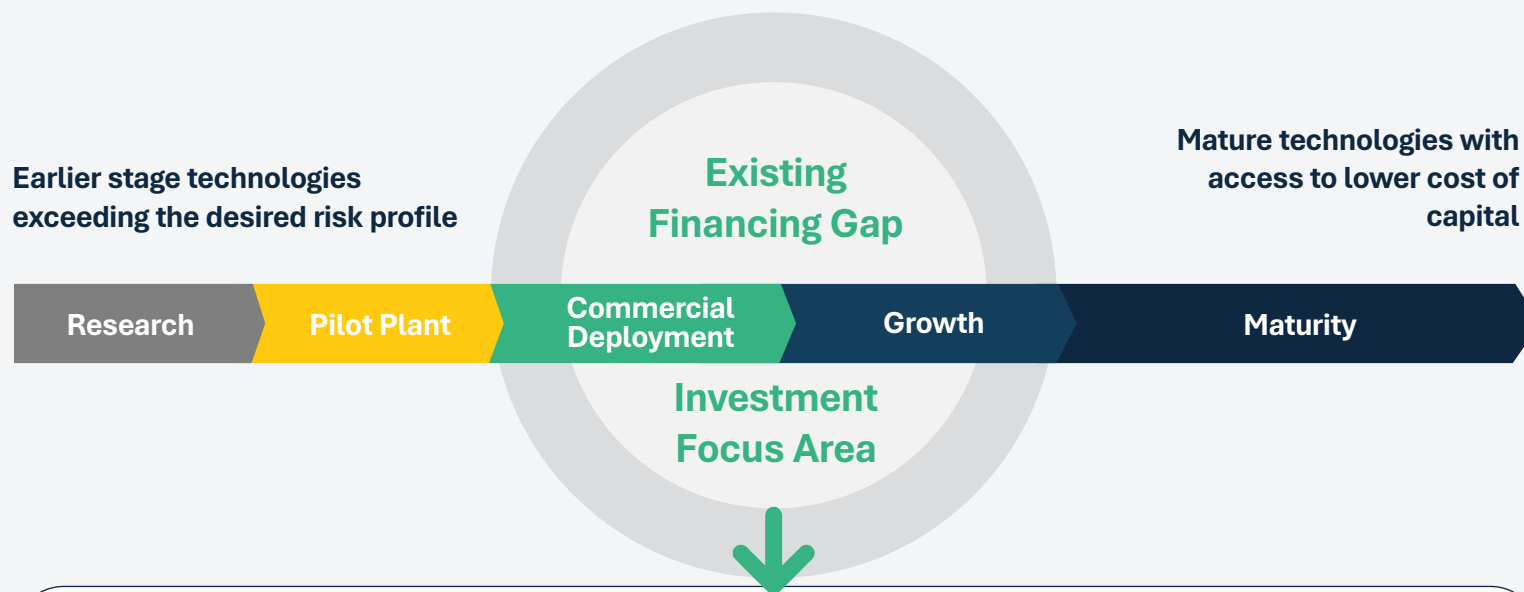 Earlier stage technologies
exceeding the desired risk profile
Existing
Financing Gap
Mature technologies with
access to lower cost of
capital
Research
Pilot Plant
Commercial
Deployment
Growth
Maturity
Investment
Focus Area